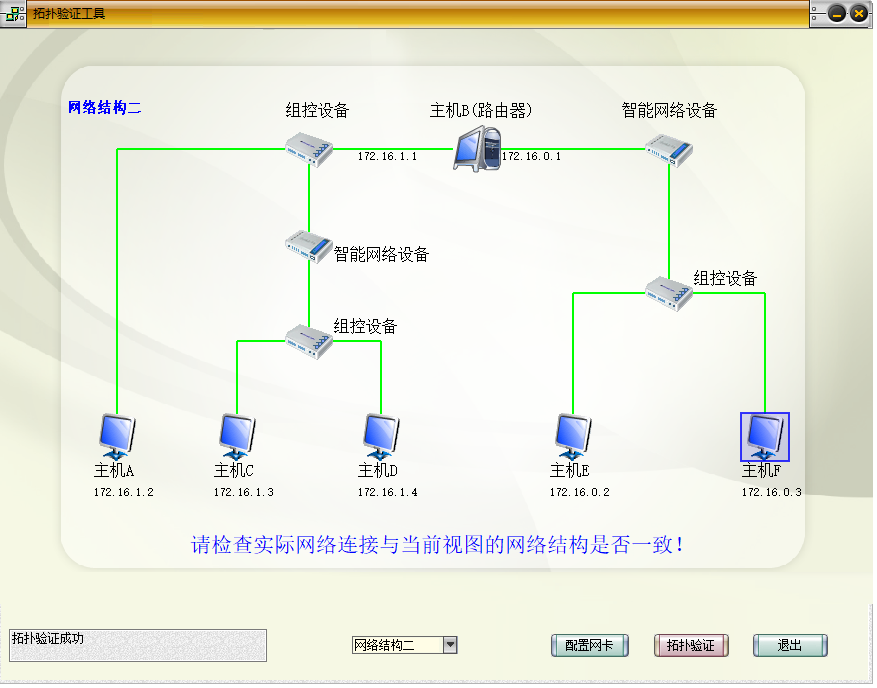 拓扑验证工具
网络结构二
组控设备
主机B(路由器)
智能网络设备
172.16.1.1
172.16.0.1
智能网络设备
组控设备
组控设备
主机A
主机C
主机D
主机E
主机F
172.16.1.2
172.16.1.3
172.16.1.4
172.16.0.2
172.16.0.3
请检查实际网络连接与当前视图的网络结构是否一致!
拓扑验证成功
网络结构二
配置网卡
拓扑验证
退出